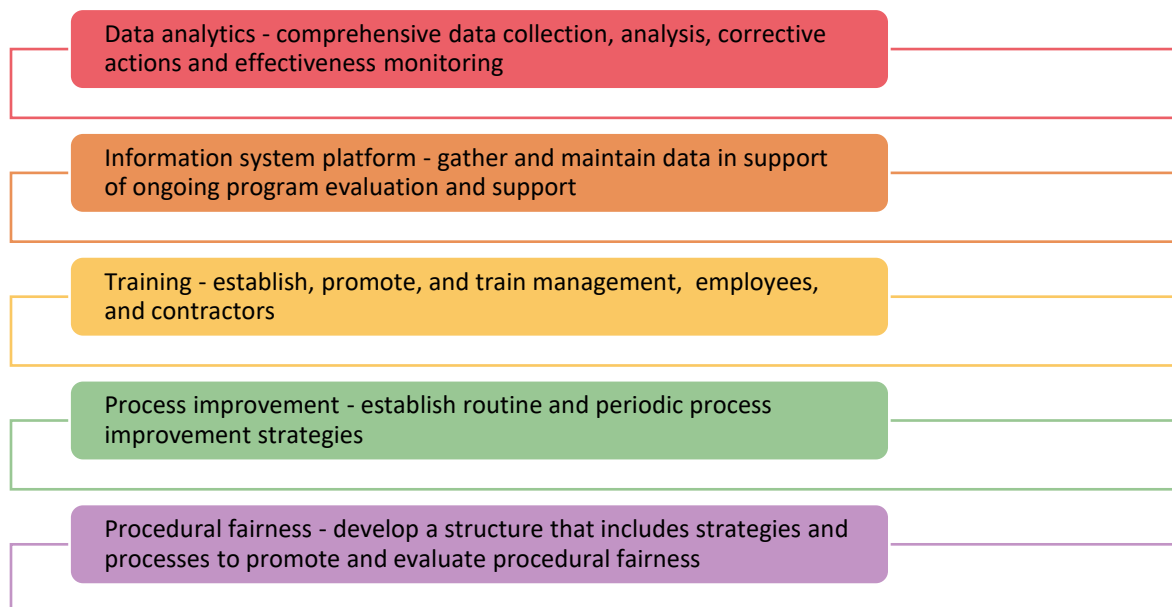 Data analytics - comprehensive data collection, analysis, corrective
actions and effectiveness monitoring
Information system platform - gather and maintain data in support
of ongoing program evaluation and support
Training - establish, promote, and train management,  employees,
and contractors
Process improvement - establish routine and periodic process
improvement strategies
Procedural fairness - develop a structure that includes strategies and
processes to promote and evaluate procedural fairness